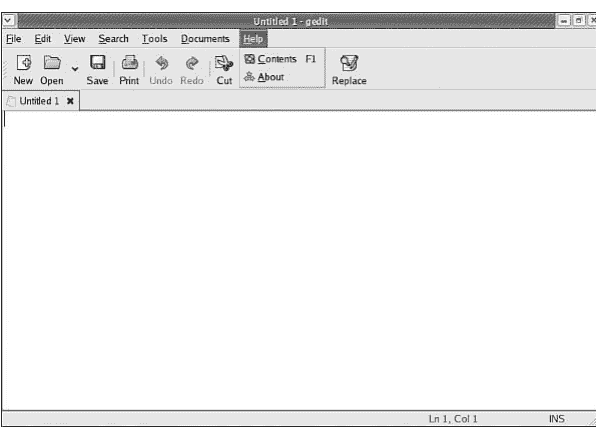 Untitled 1 - gedit
File Edit View Search Tools Documents Help
Contents F1
About
New Open Save Print Undo Redo Cut Replace
Untitled 1
Ln 1, Col 1 INS